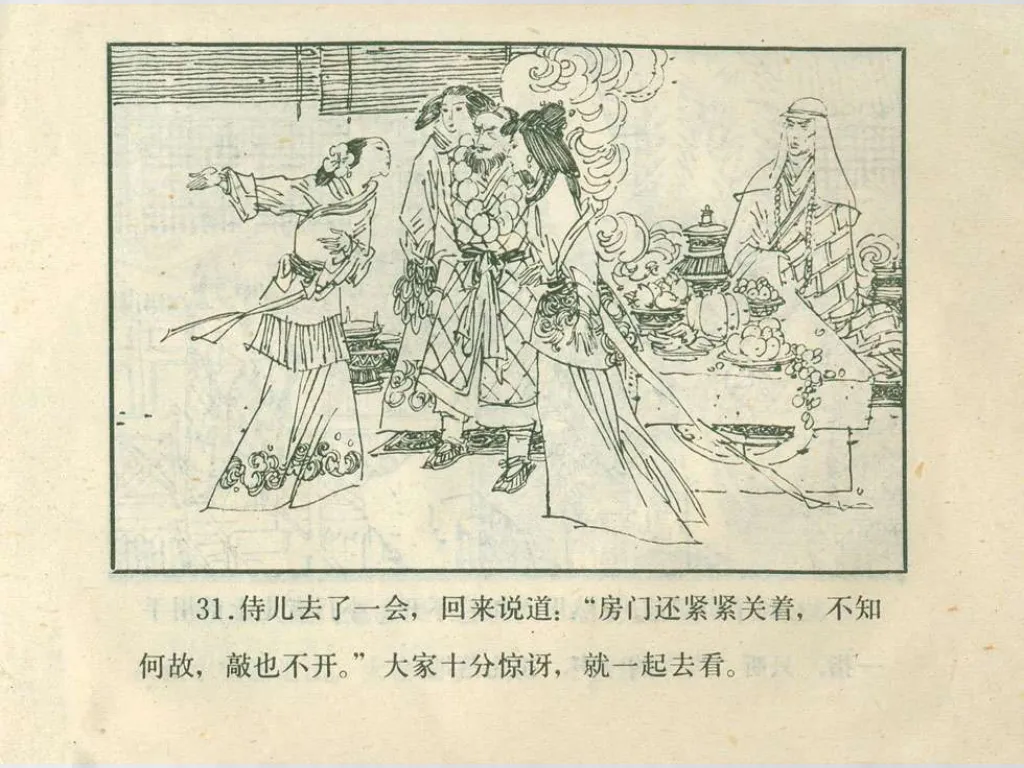 31.侍儿去了一会，回来说道：“房门还紧紧关着，不知
何故，敲也不开。”大家十分惊讶，就一起去看。